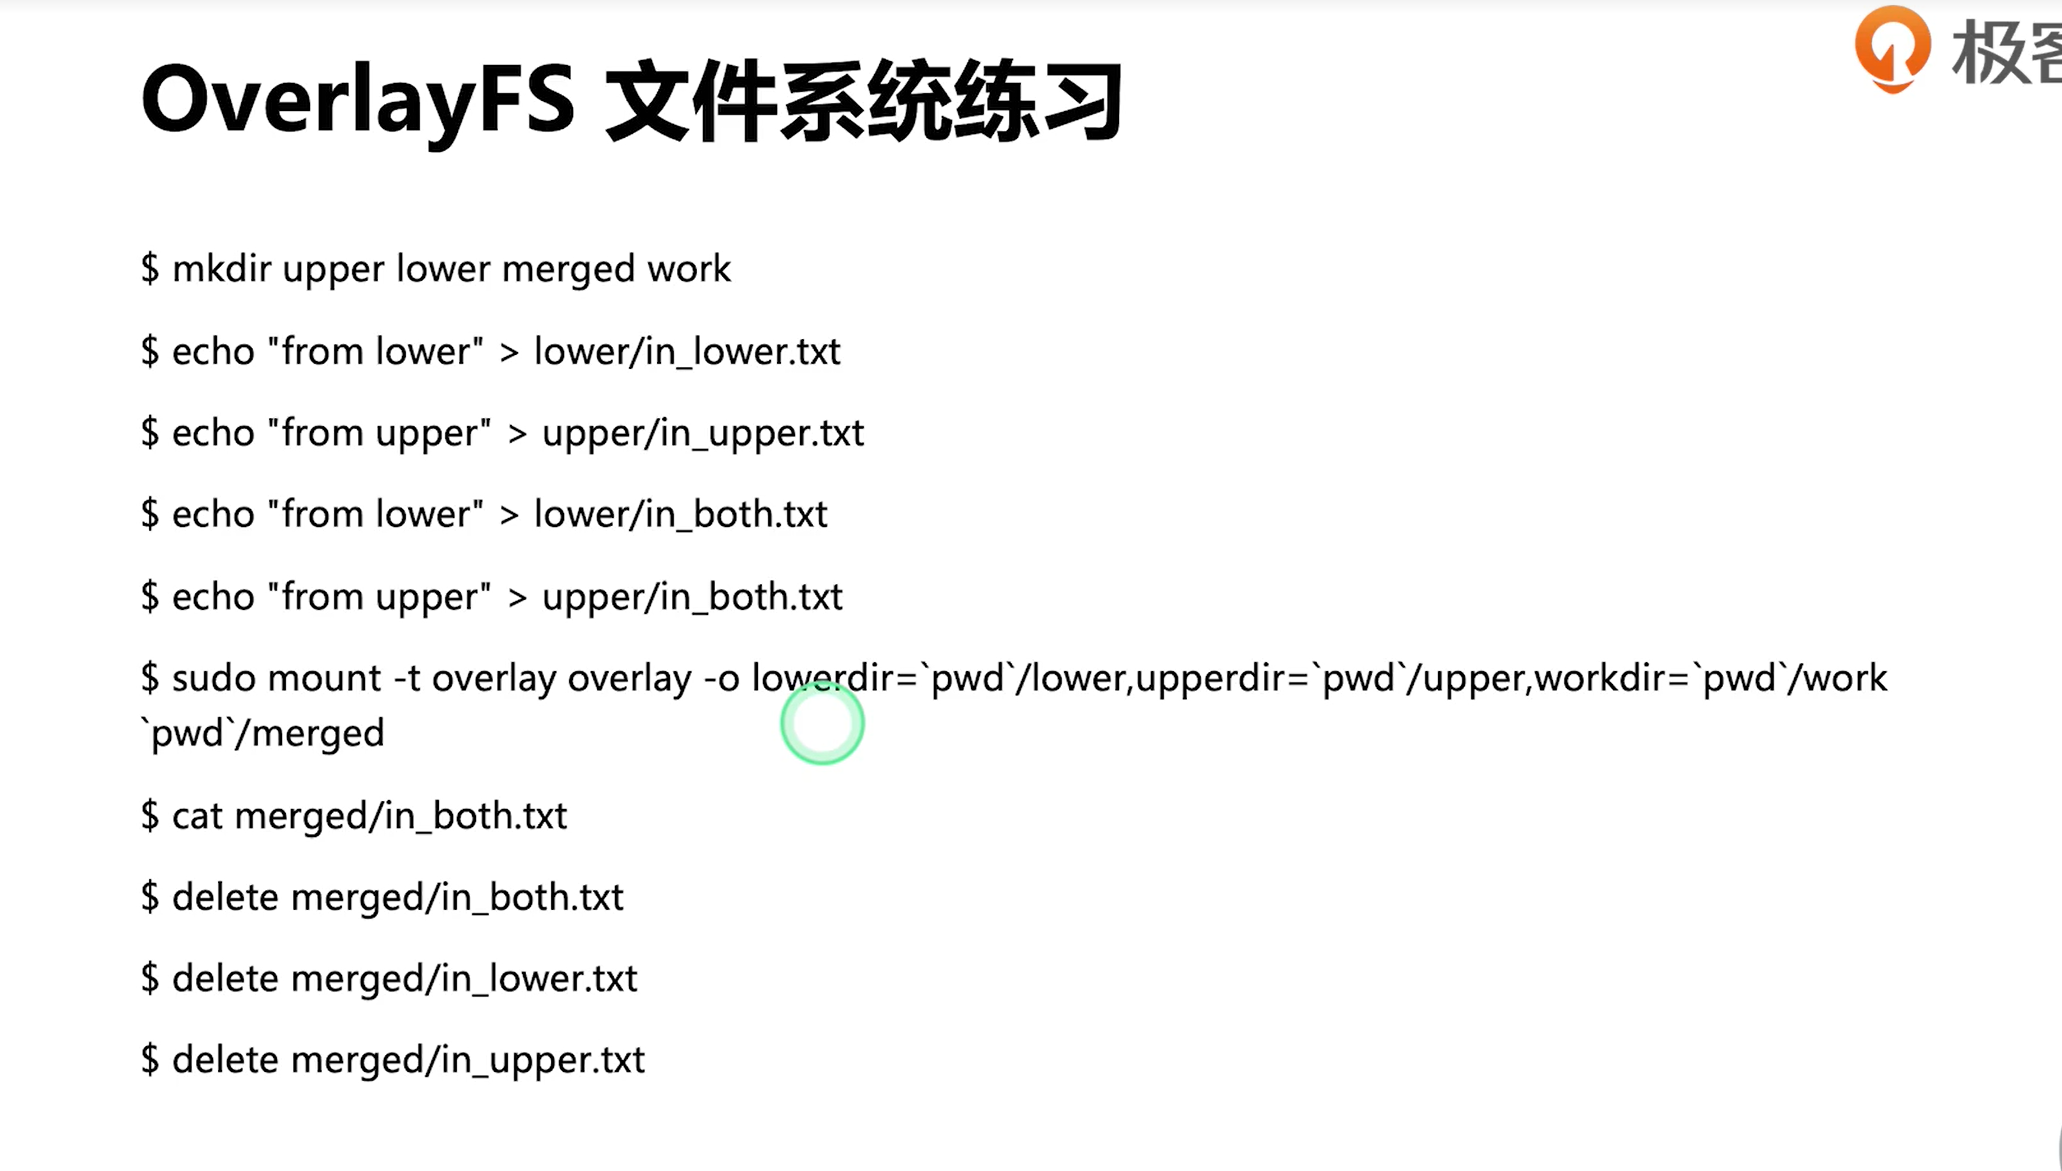 极客
OverlayFS 文件系统练习
$ mkdir upper lower merged work
$ echo "from lower" > lower/in_lower.txt
$ echo "from upper" > upper/in_upper.txt
$ echo "from lower" > lower/in_both.txt
$ echo "from upper" > upper/in_both.txt
$ sudo mount -t overlay overlay -o lowerdir=`pwd`/lower,upperdir=`pwd`/upper,workdir=`pwd`/work
`pwd`/merged
$ cat merged/in_both.txt
$ delete merged/in_both.txt
$ delete merged/in_lower.txt
$ delete merged/in_upper.txt